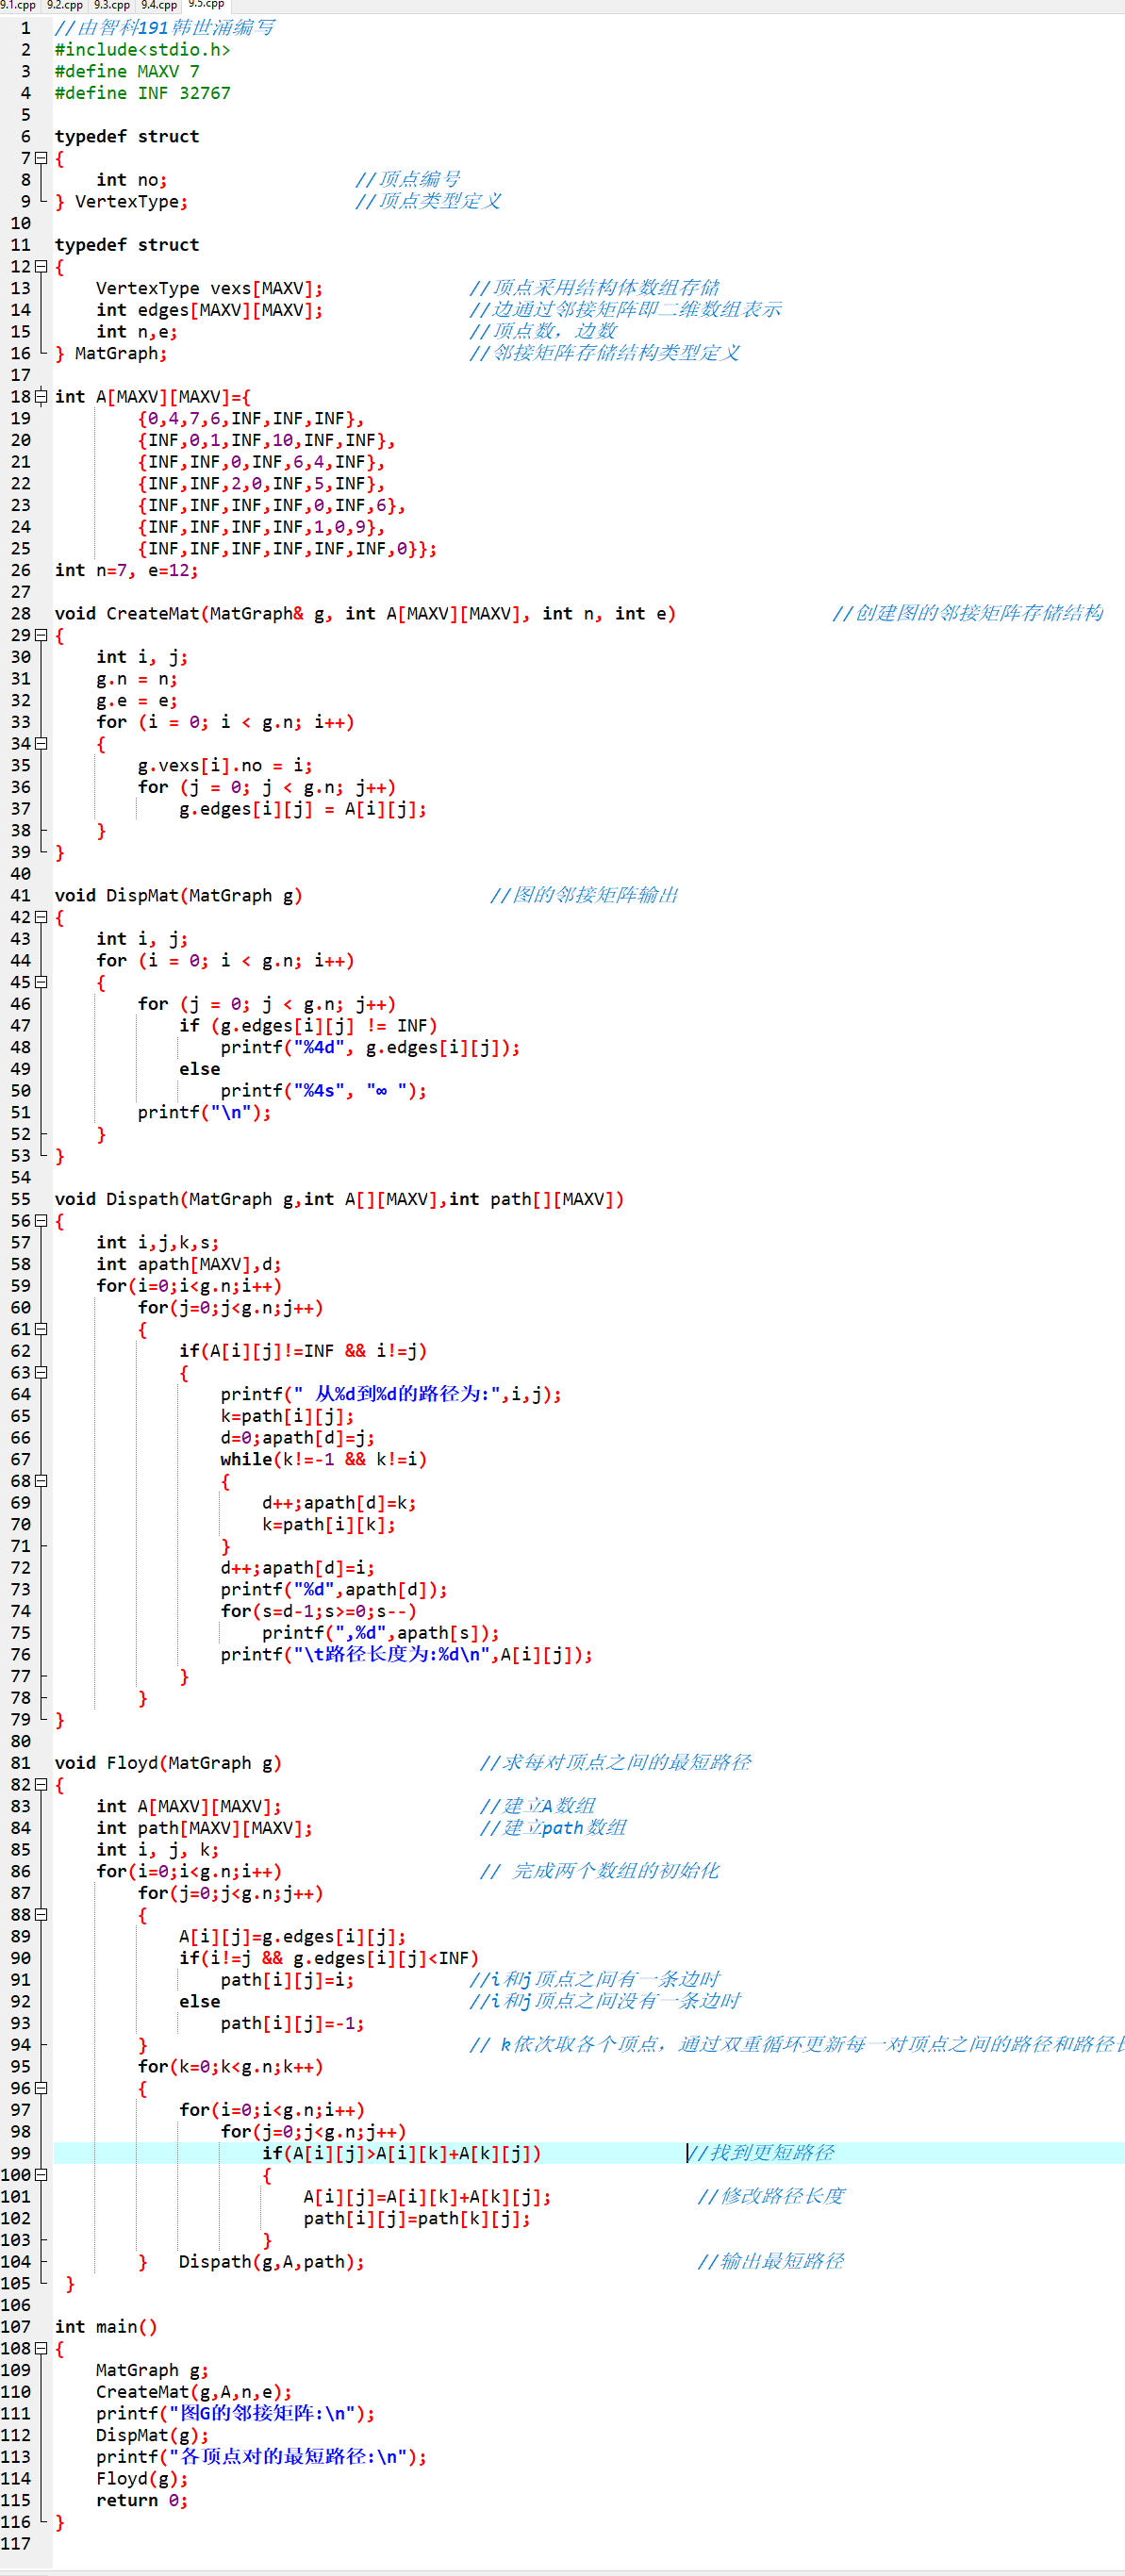 9.1.cpp 9.2.cpp 9.3.cpp 9.4.cpp 9.5.cpp
1 //由智科191韩世涌编写
2 #include<stdio.h>
3 #define MAXV 7
4 #define INF 32767
5
6 typedef struct
7 {
8 int no; //顶点编号
9 } VertexType; //顶点类型定义
10
11 typedef struct
12 {
13 VertexType vexs[MAXV]; //顶点采用结构体数组存储
14 int edges[MAXV][MAXV]; //边通过邻接矩阵即二维数组表示
15 int n,e; //顶点数，边数
16 } MatGraph; //邻接矩阵存储结构类型定义
17
18 int A[MAXV][MAXV]={
19 {0,4,7,6,INF,INF,INF},
20 {INF,0,1,INF,10,INF,INF},
21 {INF,INF,0,INF,6,4,INF},
22 {INF,INF,2,0,INF,5,INF},
23 {INF,INF,INF,INF,0,INF,6},
24 {INF,INF,INF,INF,1,0,9},
25 {INF,INF,INF,INF,INF,INF,0}};
26 int n=7, e=12;
27
28 void CreateMat(MatGraph& g, int A[MAXV][MAXV], int n, int e) //创建图的邻接矩阵存储结构
29 {
30 int i, j;
31 g.n = n;
32 g.e = e;
33 for (i = 0; i < g.n; i++)
34 {
35 g.vexs[i].no = i;
36 for (j = 0; j < g.n; j++)
37 g.edges[i][j] = A[i][j];
38 }
39 }
40
41 void DispMat(MatGraph g) //图的邻接矩阵输出
42 {
43 int i, j;
44 for (i = 0; i < g.n; i++)
45 {
46 for (j = 0; j < g.n; j++)
47 if (g.edges[i][j] != INF)
48 printf("%4d", g.edges[i][j]);
49 else
50 printf("%4s", "∞ ");
51 printf("\n");
52 }
53 }
54
55 void Dispath(MatGraph g,int A[][MAXV],int path[][MAXV])
56 {
57 int i,j,k,s;
58 int apath[MAXV],d;
59 for(i=0;i<g.n;i++)
60 for(j=0;j<g.n;j++)
61 {
62 if(A[i][j]!=INF && i!=j)
63 {
64 printf(" 从%d到%d的路径为:",i,j);
65 k=path[i][j];
66 d=0;apath[d]=j;
67 while(k!=-1 && k!=i)
68 {
69 d++;apath[d]=k;
70 k=path[i][k];
71 }
72 d++;apath[d]=i;
73 printf("%d",apath[d]);
74 for(s=d-1;s>=0;s--)
75 printf(",%d",apath[s]);
76 printf("\t路径长度为:%d\n",A[i][j]);
77 }
78 }
79 }
80
81 void Floyd(MatGraph g) //求每对顶点之间的最短路径
82 {
83 int A[MAXV][MAXV]; //建立A数组
84 int path[MAXV][MAXV]; //建立path数组
85 int i, j, k;
86 for(i=0;i<g.n;i++) // 完成两个数组的初始化
87 for(j=0;j<g.n;j++)
88 {
89 A[i][j]=g.edges[i][j];
90 if(i!=j && g.edges[i][j]<INF)
91 path[i][j]=i; //i和j顶点之间有一条边时
92 else //i和j顶点之间没有一条边时
93 path[i][j]=-1;
94 } // k依次取各个顶点，通过双重循环更新每一对顶点之间的路径和路径长
95 for(k=0;k<g.n;k++)
96 {
97 for(i=0;i<g.n;i++)
98 for(j=0;j<g.n;j++)
99 if(A[i][j]>A[i][k]+A[k][j]) //找到更短路径
100 {
101 A[i][j]=A[i][k]+A[k][j]; //修改路径长度
102 path[i][j]=path[k][j];
103 }
104 } Dispath(g,A,path); //输出最短路径
105 }
106
107 int main()
108 {
109 MatGraph g;
110 CreateMat(g,A,n,e);
111 printf("图G的邻接矩阵:\n");
112 DispMat(g);
113 printf("各顶点对的最短路径:\n");
114 Floyd(g);
115 return 0;
116 }
117